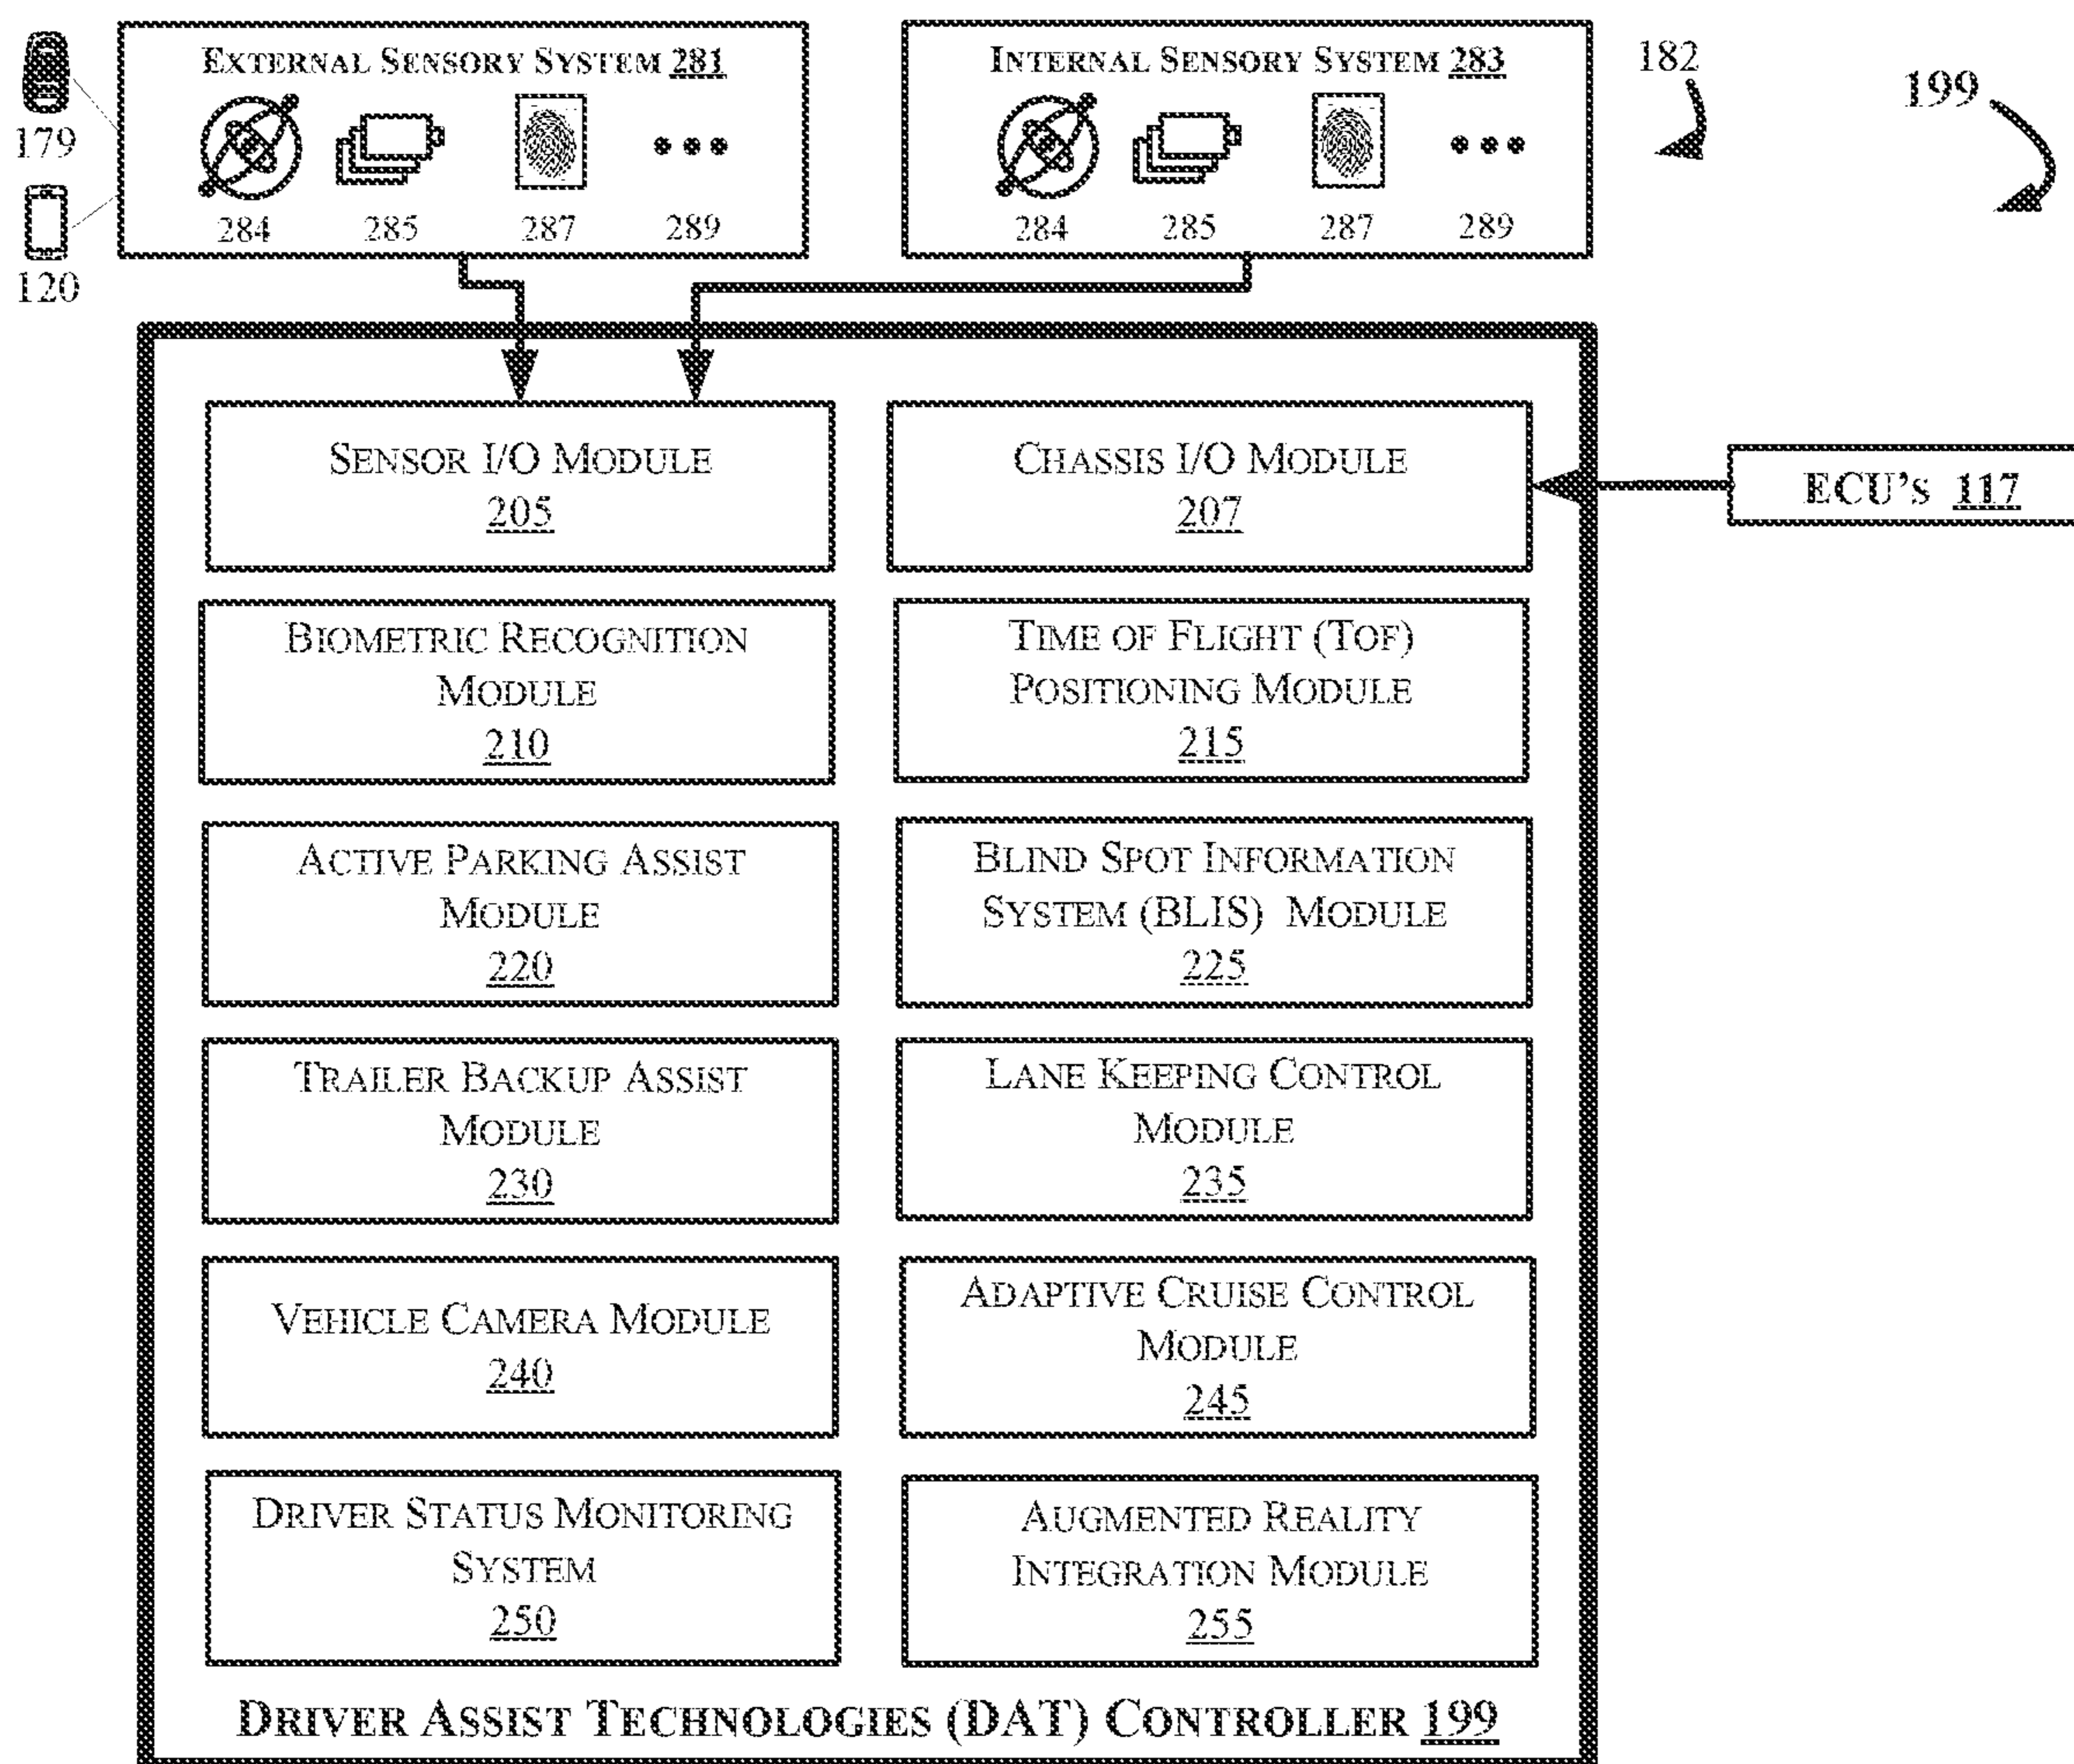 EXTERNAL SENSORY SYSTEM 281
284 285 287 289
179
120
INTERNAL SENSORY SYSTEM 283
284 285 287 289
182
199
SENSOR I/O MODULE
205
CHASSIS I/O MODULE
207
ECU'S 117
BIOMETRIC RECOGNITION
MODULE
210
TIME OF FLIGHT (TOF)
POSITIONING MODULE
215
ACTIVE PARKING ASSIST
MODULE
220
BLIND SPOT INFORMATION
SYSTEM (BLIS) MODULE
225
TRAILER BACKUP ASSIST
MODULE
230
LANE KEEPING CONTROL
MODULE
235
VEHICLE CAMERA MODULE
240
ADAPTIVE CRUISE CONTROL
MODULE
245
DRIVER STATUS MONITORING
SYSTEM
250
AUGMENTED REALITY
INTEGRATION MODULE
255
DRIVER ASSIST TECHNOLOGIES (DAT) CONTROLLER 199